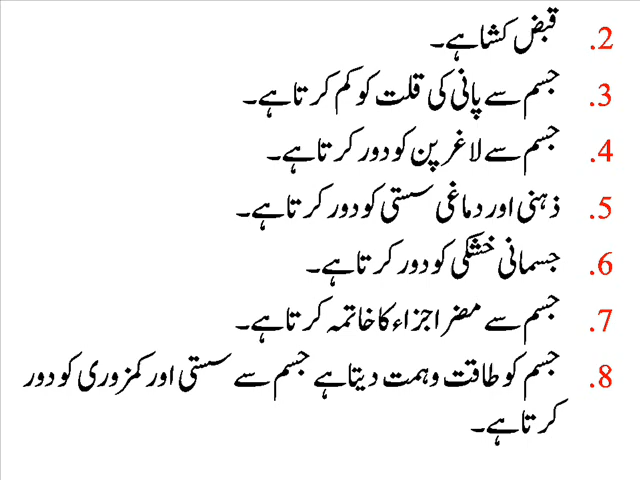 2. قبض کشا ہے۔
3. جسم سے پانی کی قلت کو کم کرتا ہے۔
4. جسم سے لاغر پن کو دور کرتا ہے۔
5. ذہنی اور دماغی سستی کو دور کرتا ہے۔
6. جسمانی خشکی کو دور کرتا ہے۔
7. جسم سے مضر اجزاء کا خاتمہ کرتا ہے۔
8. جسم کو طاقت وہمت دیتا ہے جسم سے سستی اور کمزوری کو دور
کرتا ہے۔